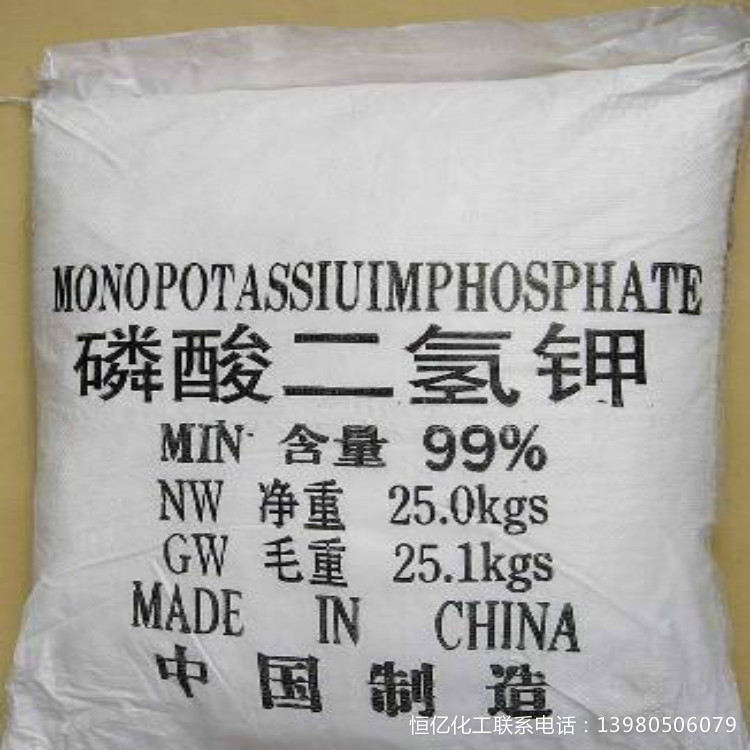 MONOPOTASSIUIMPHOSPHATE
磷酸二氢钾
MIN 含量 99%
NW 净重 25.0kgs
GW 毛重 25.1kgs
MADE IN CHINA
中国制造
恒亿化工联系电话：13980506079